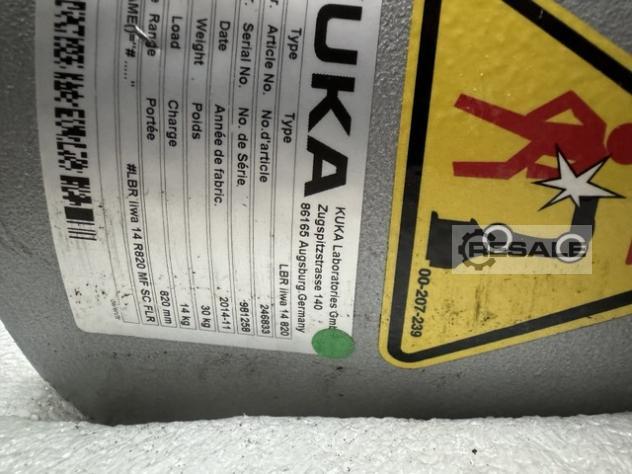 KUKA
KUKA Laboratories GmbH
Zugspitzstrasse 140
86165 Augsburg,Germany
Type Type LBR iiwa 14 820
Article No. No.d'article 246833
Serial No. No. de Série. 981258
Date Année de fabric. 2014-11
Weight Poids 30 kg
Load Charge 14 kg
Range Portée 820 mm
#LBR iiwa 14 R820 MF SC FLR
AME()="# ....."
00-207-239
RESALE